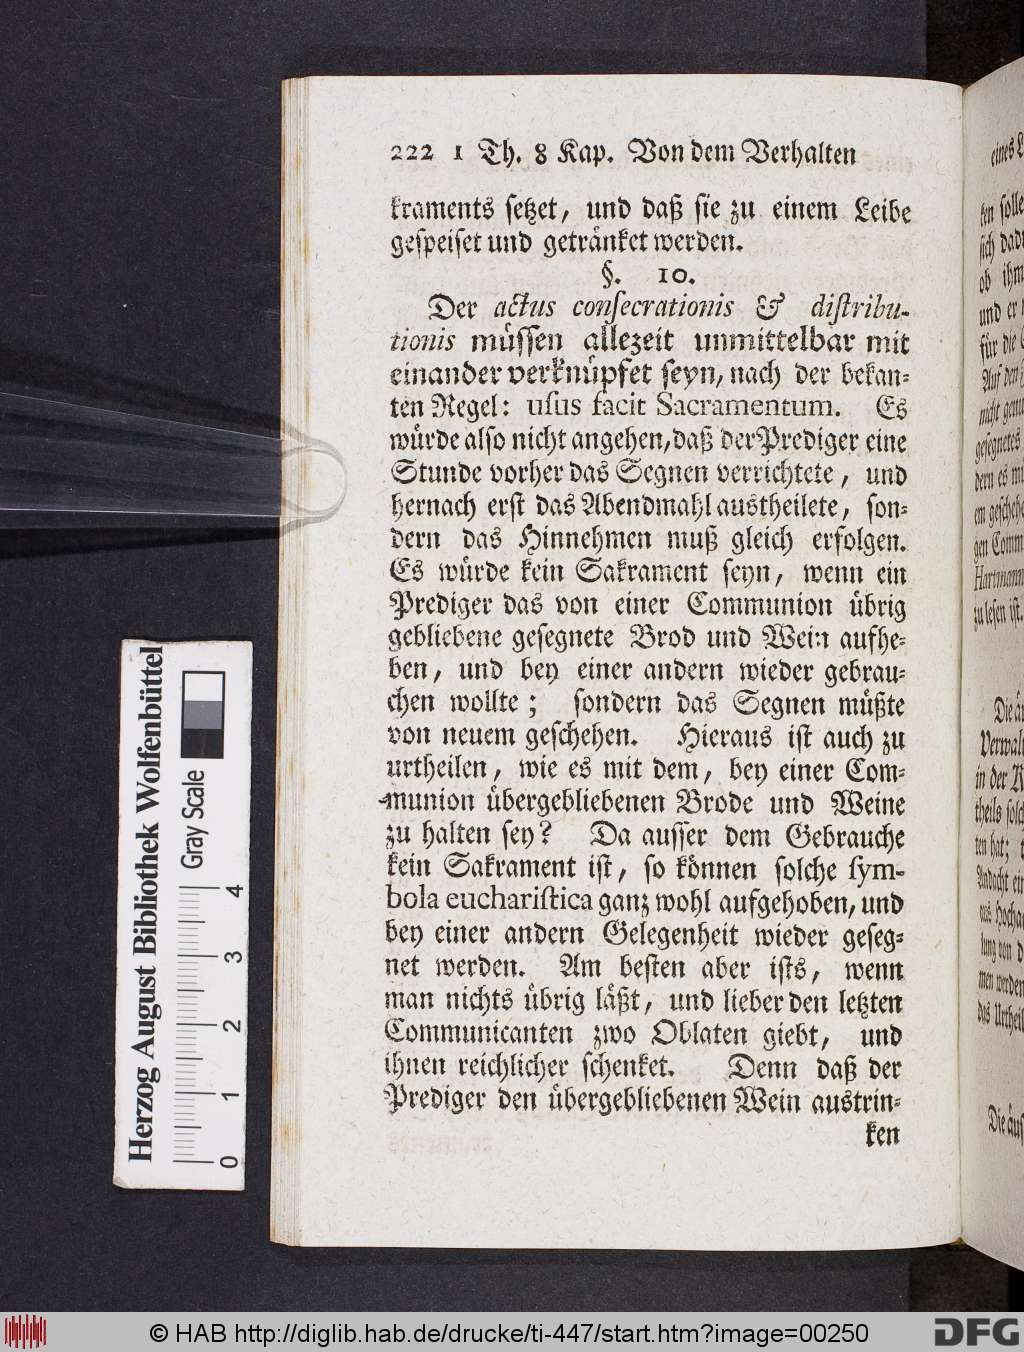 222 1 Th. 8 Kap. Von dem Verhalten
kraments setzet, und daß sie zu einem Leibe
gespeiset und getränket werden.
§. 10.
Der actus consecrationis & distribu-
tionis müssen allezeit unmittelbar mit
einander verknüpfet seyn, nach der bekan-
ten Regel: usus facit Sacramentum. Es
würde also nicht angehen, daß der Prediger eine
Stunde vorher das Segnen verrichtete, und
hernach erst das Abendmahl austheilete, son-
dern das Hinnehmen muß gleich erfolgen.
Es würde kein Sakrament seyn, wenn ein
Prediger das von einer Communion übrig
gebliebene gesegnete Brod und Wein aufhe-
ben, und bey einer andern wieder gebrau-
chen wollte; sondern das Segnen müßte
von neuem geschehen. Hieraus ist auch zu
urtheilen, wie es mit dem, bey einer Com-
munion übergebliebenen Brode und Weine
zu halten sey? Da ausser dem Gebrauche
kein Sakrament ist, so können solche sym-
bola eucharistica ganz wohl aufgehoben, und
bey einer andern Gelegenheit wieder geseg-
net werden. Am besten aber ists, wenn
man nichts übrig läßt, und lieber den letzten
Communicanten zwo Oblaten giebt, und
ihnen reichlicher schenket. Denn daß der
Prediger den übergebliebenen Wein austrin-
ken
Herzog August Bibliothek Wolfenbüttel
Gray Scale
0 1 2 3 4
© HAB http://diglib.hab.de/drucke/ti-447/start.htm?image=00250
DFG